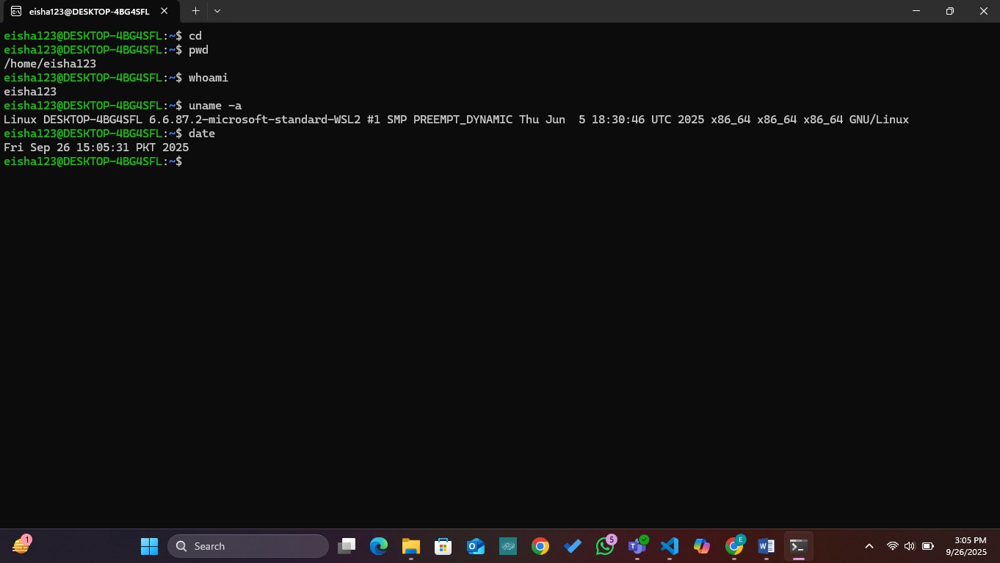 eisha123@DESKTOP-4BG4SFL
eisha123@DESKTOP-4BG4SFL:~$ cd
eisha123@DESKTOP-4BG4SFL:~$ pwd
/home/eisha123
eisha123@DESKTOP-4BG4SFL:~$ whoami
eisha123
eisha123@DESKTOP-4BG4SFL:~$ uname -a
Linux DESKTOP-4BG4SFL 6.6.87.2-microsoft-standard-WSL2 #1 SMP PREEMPT_DYNAMIC Thu Jun  5 18:30:46 UTC 2025 x86_64 x86_64 x86_64 GNU/Linux
eisha123@DESKTOP-4BG4SFL:~$ date
Fri Sep 26 15:05:31 PKT 2025
eisha123@DESKTOP-4BG4SFL:~$
1
Search
5
E
3:05 PM
9/26/2025